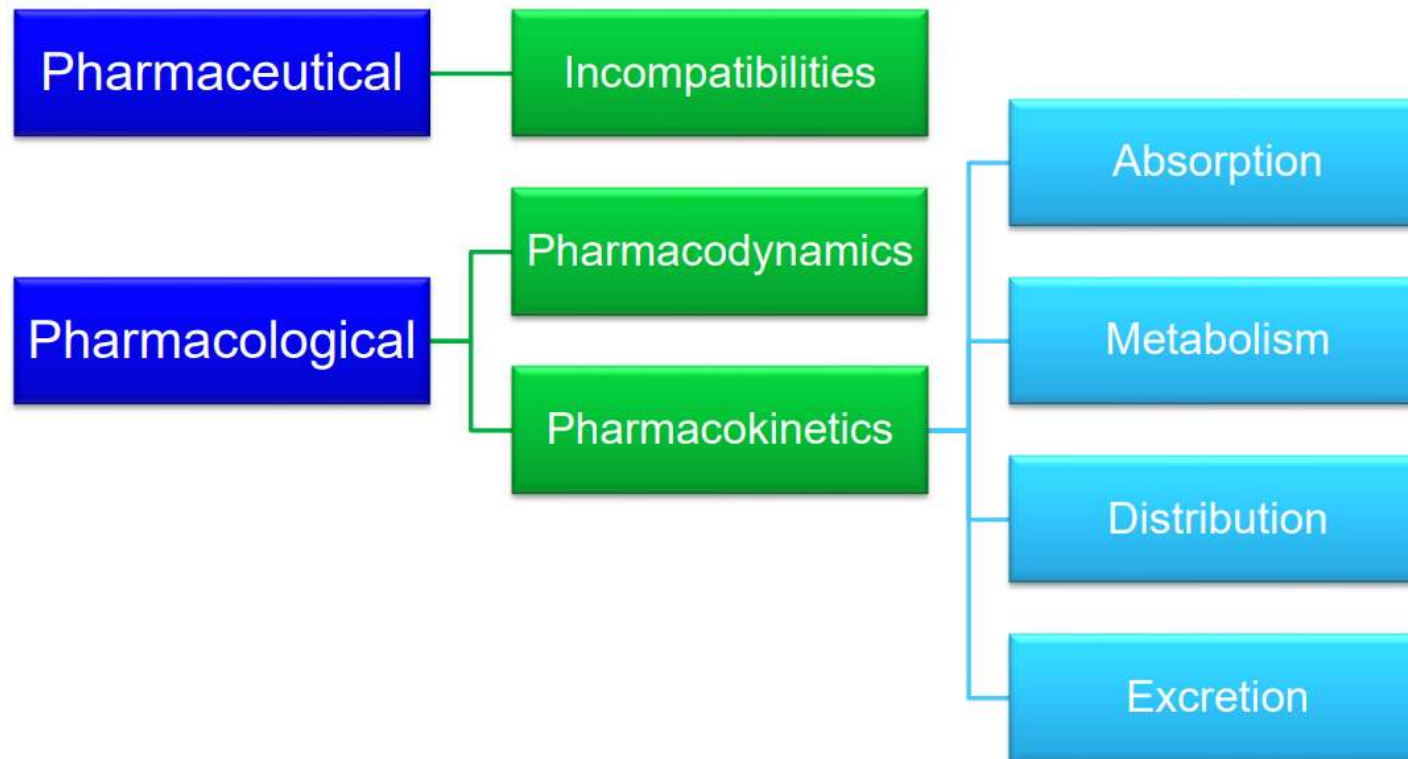 Pharmaceutical
Incompatibilities
Pharmacological
Pharmacodynamics
Pharmacokinetics
Absorption
Metabolism
Distribution
Excretion